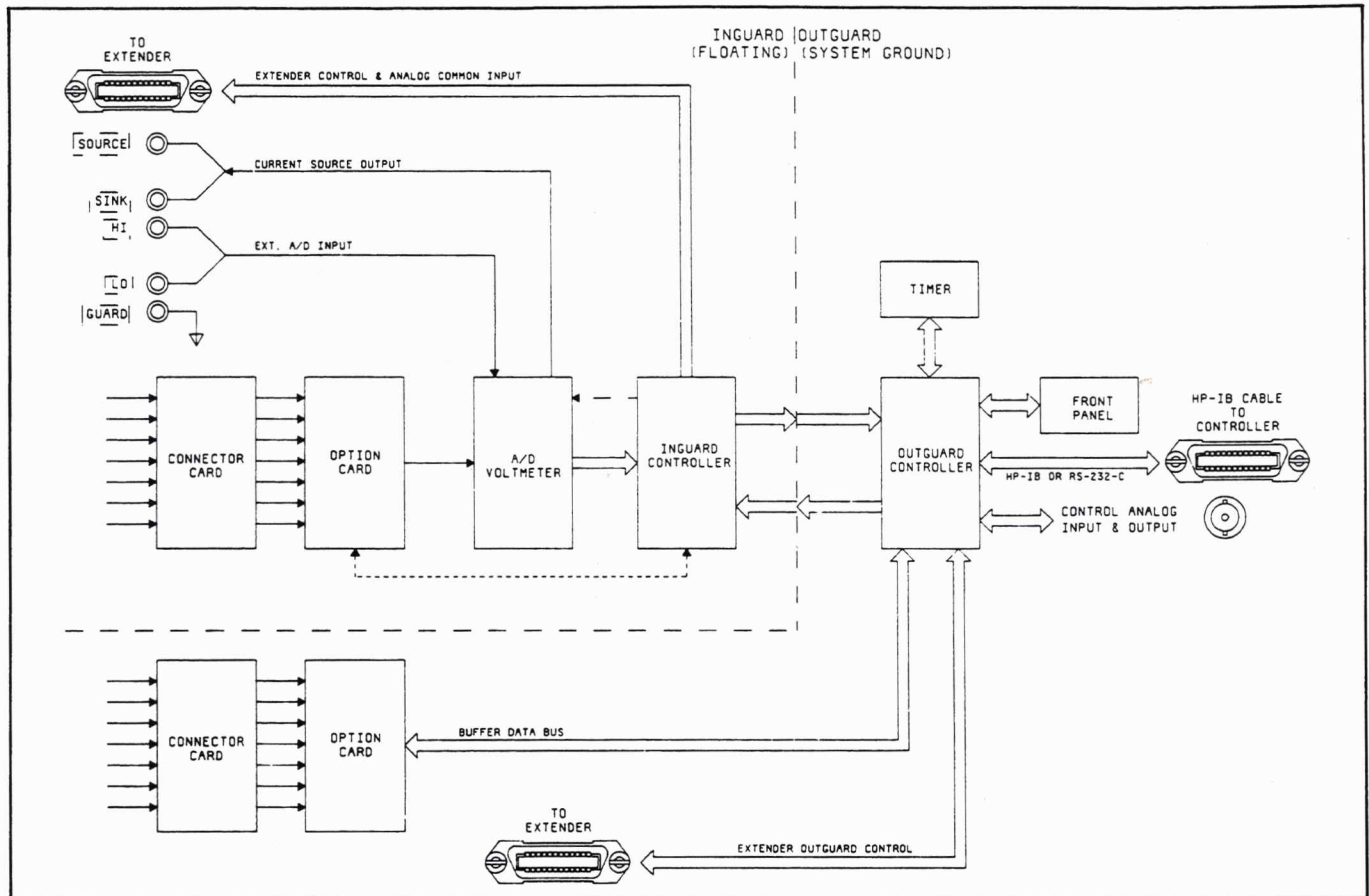 INGUARD OUTGUARD
(FLOATING) (SYSTEM GROUND)
TO
EXTENDER
EXTENDER CONTROL & ANALOG COMMON INPUT
SOURCE
CURRENT SOURCE OUTPUT
SINK
HI
EXT. A/D INPUT
LO
GUARD
TIMER
CONNECTOR
CARD
OPTION
CARD
A/D
VOLTMETER
INGUARD
CONTROLLER
OUTGUARD
CONTROLLER
FRONT
PANEL
HP-IB CABLE
TO
CONTROLLER
HP-IB OR RS-232-C
CONTROL ANALOG
INPUT & OUTPUT
CONNECTOR
CARD
OPTION
CARD
BUFFER DATA BUS
TO
EXTENDER
EXTENDER OUTGUARD CONTROL